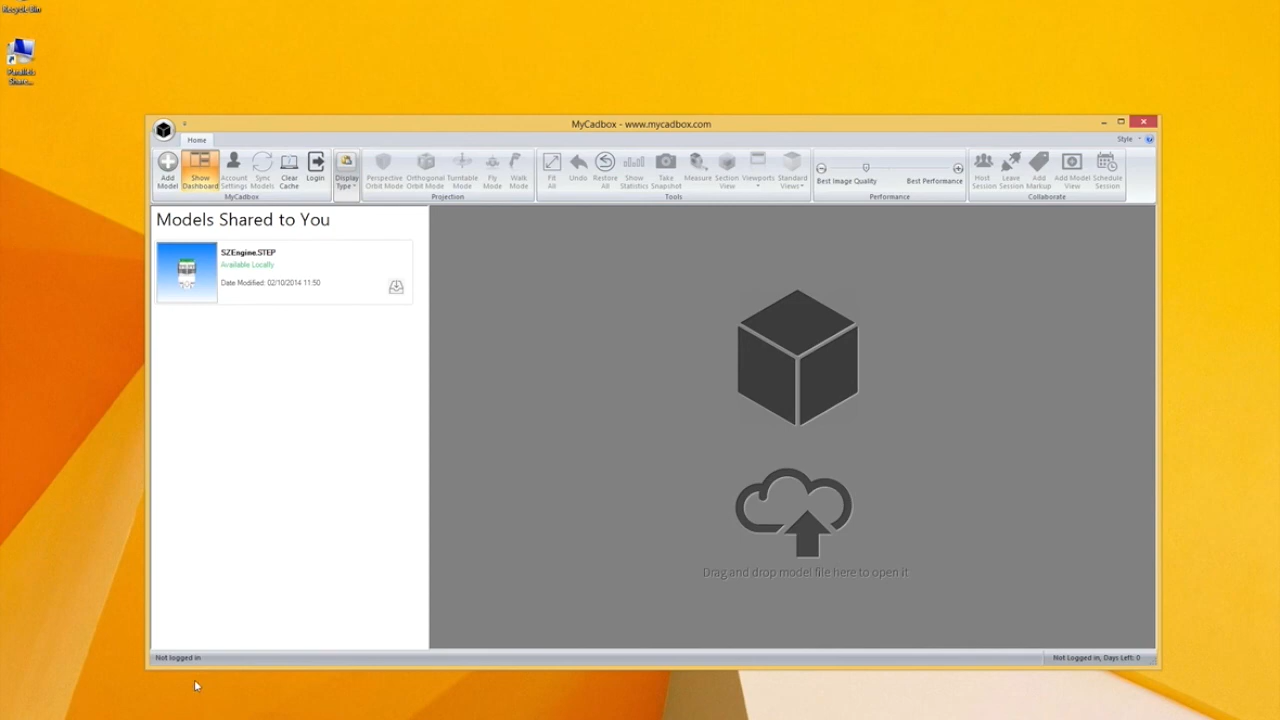 Recycle Bin
Parallels
Share...
MyCadbox - www.mycadbox.com
Home
Style
Add
Model
Show
Dashboard
Account
Settings
Sync
Models
Clear
Cache
Login
MyCadbox
Display
Type
Perspective
Orbit Mode
Orthogonal
Orbit Mode
Turntable
Mode
Fly
Mode
Walk
Mode
Projection
Fit
All
Undo
Restore
All
Show
Statistics
Take
Snapshot
Measure
Section
View
Viewports
Standard
Views
Tools
Best Image Quality
Best Performance
Performance
Host
Session
Leave
Session
Add
Markup
Add Model
View
Schedule
Session
Collaborate
Models Shared to You
SZEngine.STEP
Available Locally
Date Modified: 02/10/2014 11:50
Drag and drop model file here to open it
Not logged in
Not Logged in, Days Left: 0